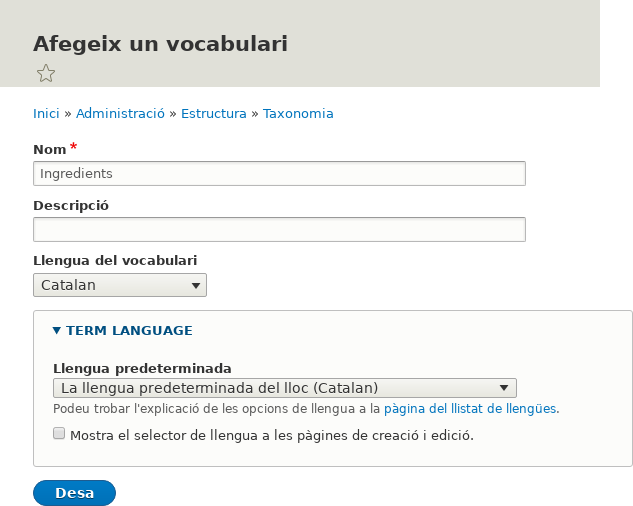 Afegeix un vocabulari
Inici » Administració » Estructura » Taxonomia
Nom *
Ingredients
Descripció
Llengua del vocabulari
Catalan
TERM LANGUAGE
Llengua predeterminada
La llengua predeterminada del lloc (Catalan)
Podeu trobar l'explicació de les opcions de llengua a la pàgina del llistat de llengües.
Mostra el selector de llengua a les pàgines de creació i edició.
Desa